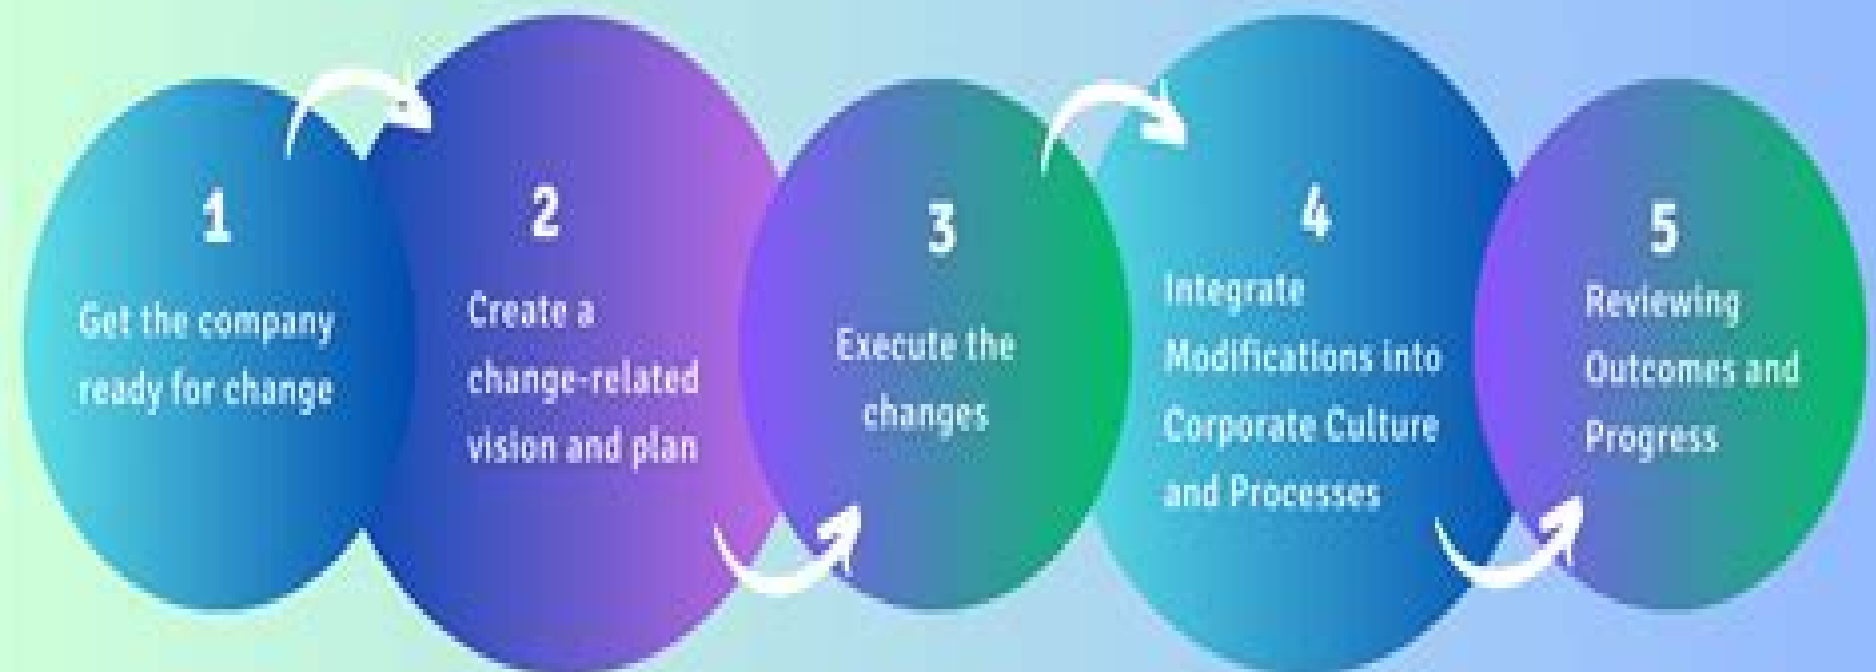 1
Get the company
ready for change
2
Create a
change-related
vision and plan
3
Execute the
changes
4
Integrate
Modifications into
Corporate Culture
and Processes
5
Reviewing
Outcomes and
Progress